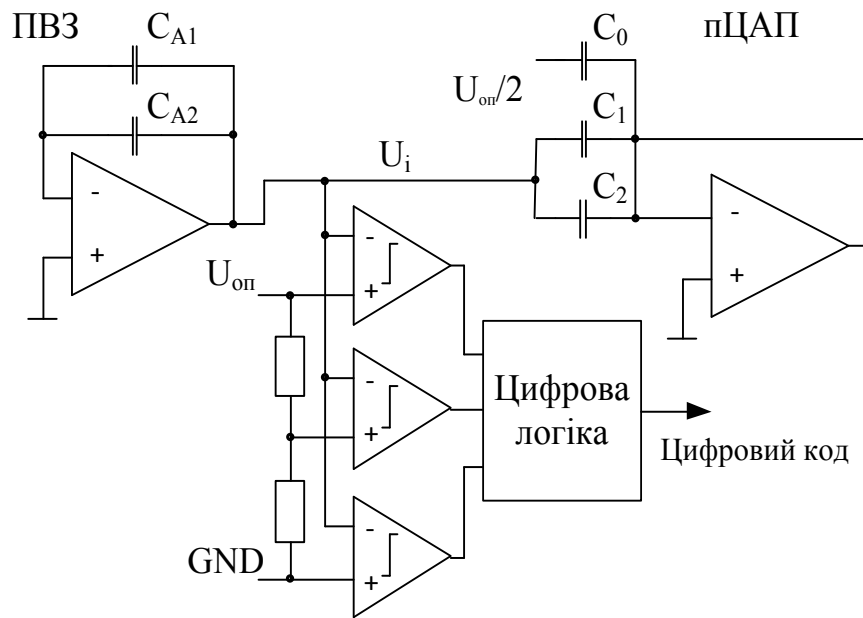 ПВЗ
C_A1
C_0
пЦАП
C_A2
U_оп/2
C_1
U_i
C_2
-
+
-
+
-
+
U_оп
-
+
-
+
GND
Цифрова
логіка
Цифровий код